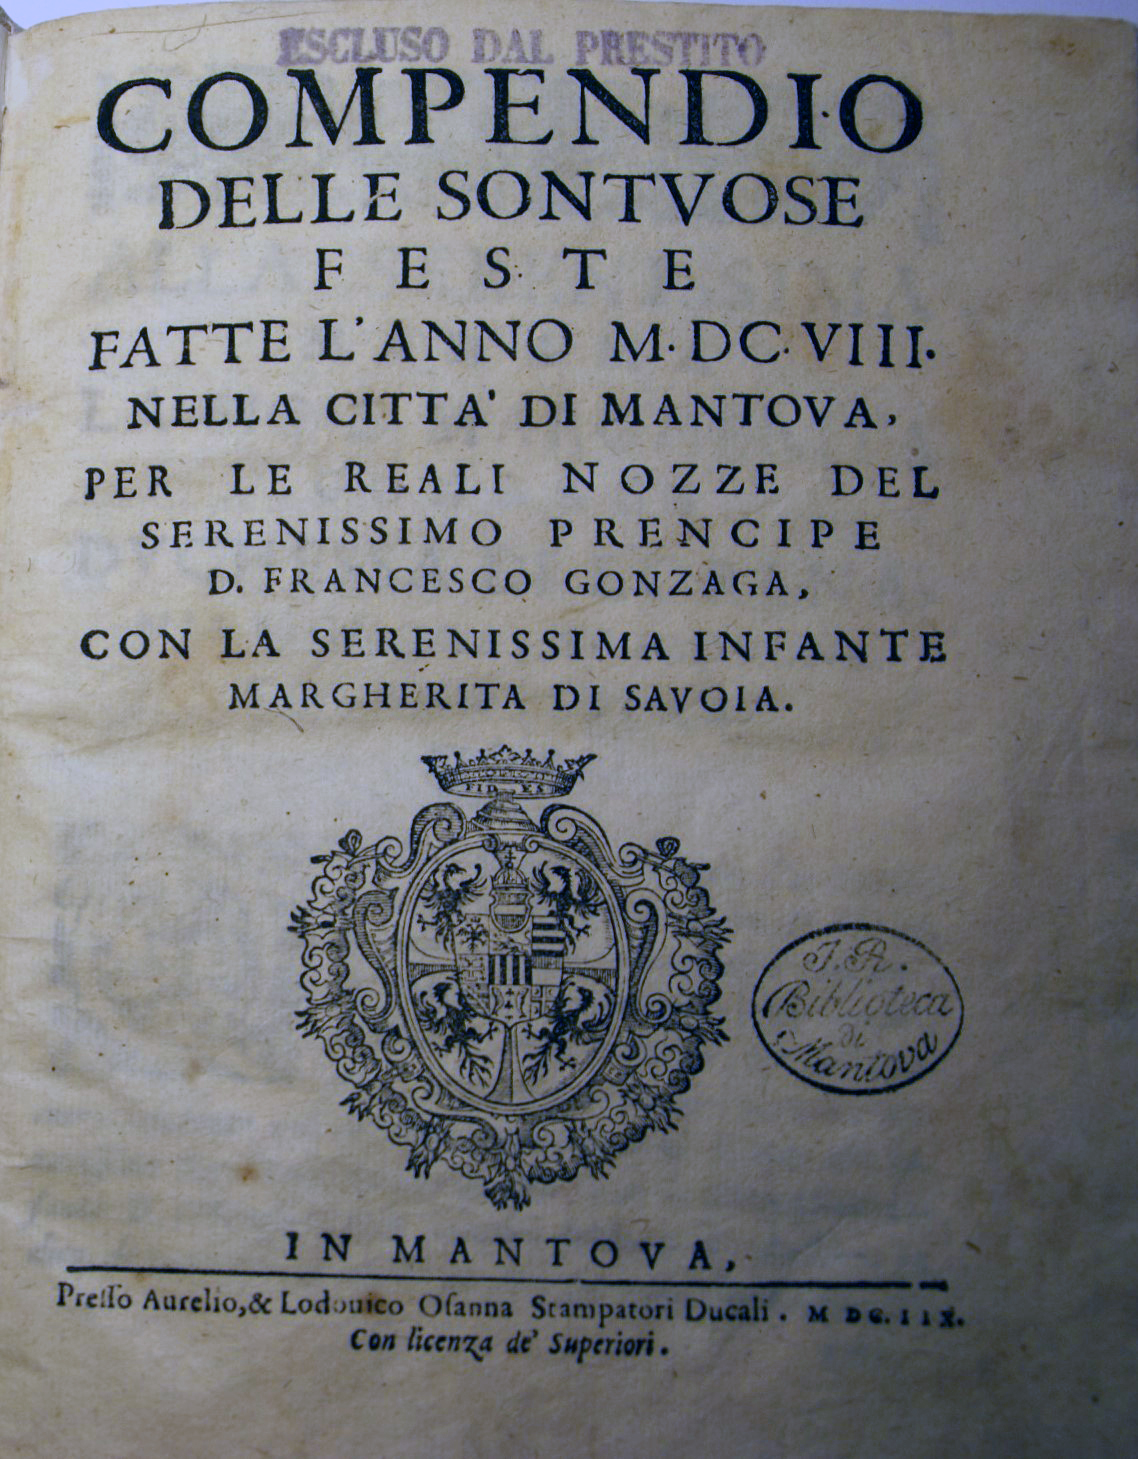 ESCLUSO DAL PRESTITO
COMPENDIO
DELLE SONTVOSE
FESTE
FATTE L'ANNO M.DC.VIII.
NELLA CITTA' DI MANTOVA,
PER LE REALI NOZZE DEL
SERENISSIMO PRENCIPE
D. FRANCESCO GONZAGA,
CON LA SERENISSIMA INFANTE
MARGHERITA DI SAVOIA.
FIDES
I. R.
Biblioteca
di
Mantova
IN MANTOVA,
Preſſo Aurelio, & Lodouico Oſanna Stampatori Ducali. MDC.IIX.
Con licenza de' Superiori.